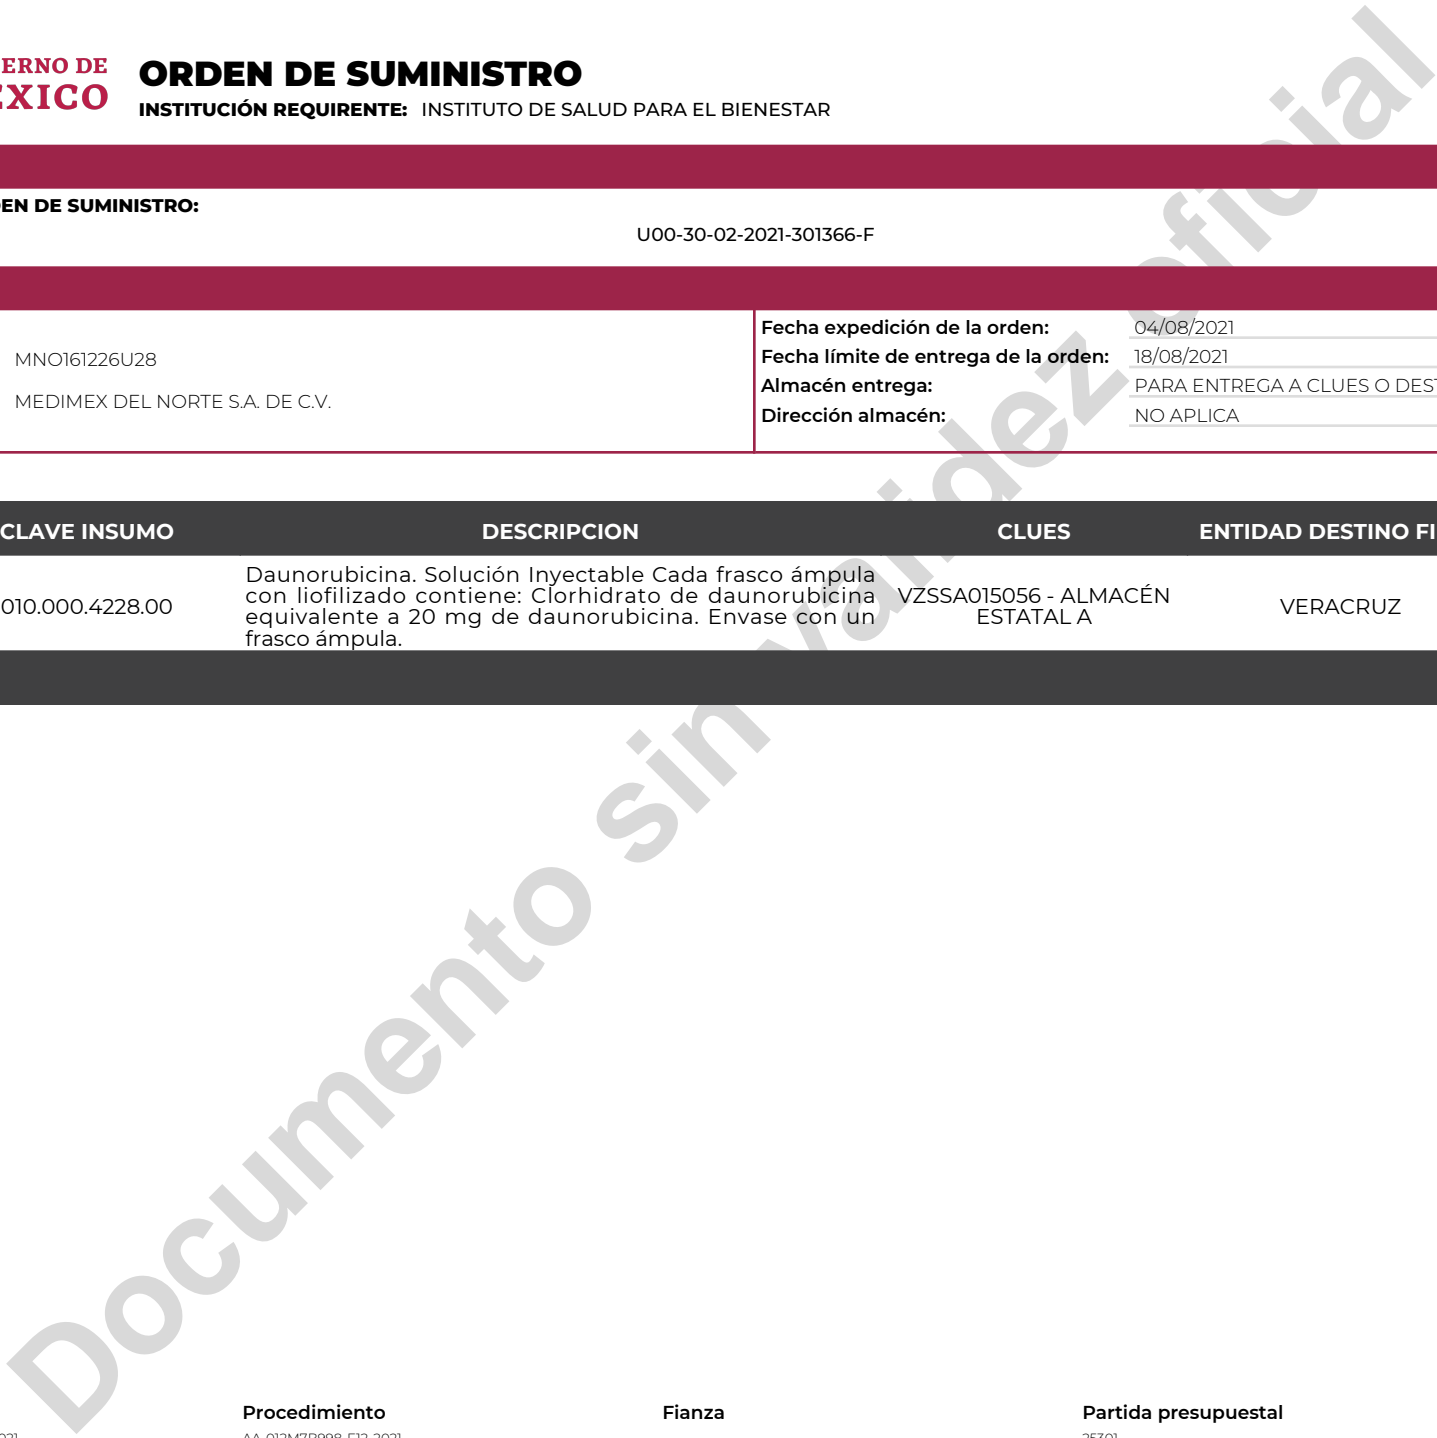 ERNO DE
EXICO
ORDEN DE SUMINISTRO
INSTITUCIÓN REQUIRENTE: INSTITUTO DE SALUD PARA EL BIENESTAR
EN DE SUMINISTRO:
U00-30-02-2021-301366-F
MNO161226U28
MEDIMEX DEL NORTE S.A. DE C.V.
Fecha expedición de la orden: 04/08/2021
Fecha límite de entrega de la orden: 18/08/2021
Almacén entrega: PARA ENTREGA A CLUES O DEST
Dirección almacén: NO APLICA
CLAVE INSUMO DESCRIPCION CLUES ENTIDAD DESTINO FI
010.000.4228.00
Daunorubicina. Solución Inyectable Cada frasco ámpula
con liofilizado contiene: Clorhidrato de daunorubicina
equivalente a 20 mg de daunorubicina. Envase con un
frasco ámpula.
VZSSA015056 - ALMACÉN
ESTATAL A
VERACRUZ
Documento sin validez oficial
Procedimiento Fianza Partida presupuestal